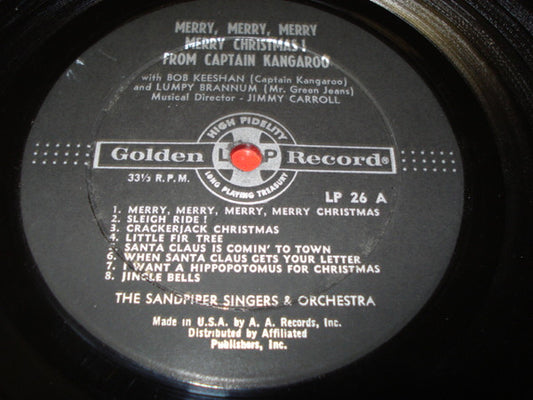 MERRY, MERRY, MERRY
MERRY CHRISTMAS!
FROM CAPTAIN KANGAROO
with BOB KEESHAN (Captain Kangaroo)
and LUMPY BRANNUM (Mr. Green Jeans)
Musical Director - JIMMY CARROLL
HIGH FIDELITY
Golden LP Record®
LONG PLAYING TREASURY
33⅓ R.P.M.
LP 26 A
1. MERRY, MERRY, MERRY, MERRY CHRISTMAS
2. SLEIGH RIDE!
3. CRACKERJACK CHRISTMAS
4. LITTLE FIR TREE
5. SANTA CLAUS IS COMIN' TO TOWN
6. WHEN SANTA CLAUS GETS YOUR LETTER
7. I WANT A HIPPOPOTOMUS FOR CHRISTMAS
8. JINGLE BELLS
THE SANDPIPER SINGERS & ORCHESTRA
Made in U.S.A. by A. A. Records, Inc.
Distributed by Affiliated
Publishers, Inc.